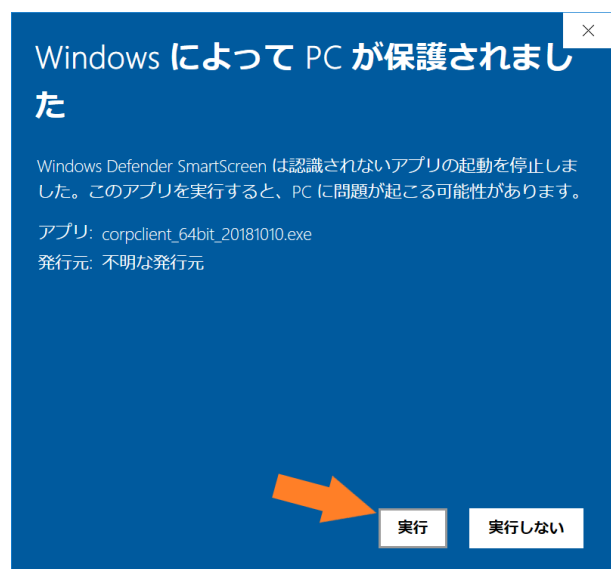 Windows によって PC が保護されまし
た
Windows Defender SmartScreen は認識されないアプリの起動を停止しま
した。このアプリを実行すると、PC に問題が起こる可能性があります。
アプリ: corpclient_64bit_20181010.exe
発行元: 不明な発行元
実行 実行しない